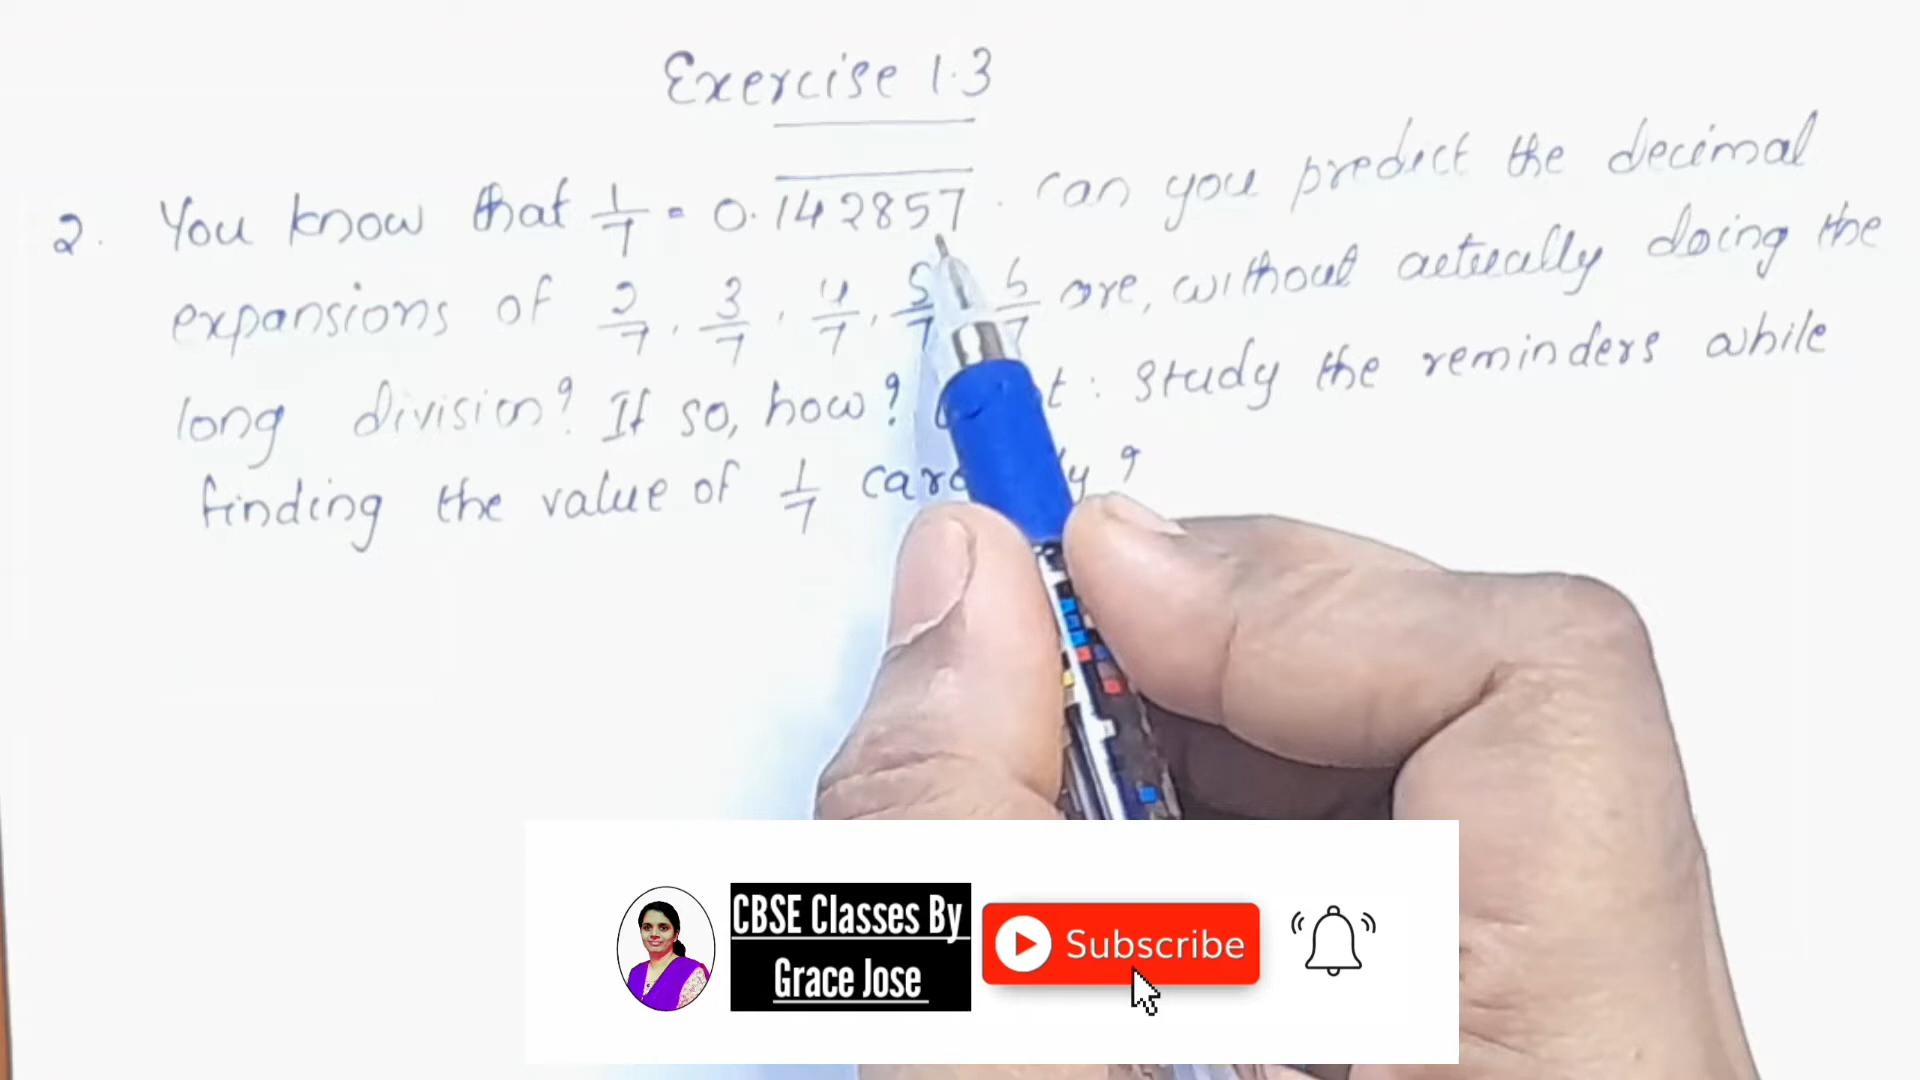 Exercise 1.3
2. You know that 1/7 = 0.142857. can you predict the decimal
expansions of 2/7, 3/7, 4/7, 5/7 6/7 are, without actually doing the
long division? If so, how? : Study the reminders while
finding the value of 1/7 ?
CBSE Classes By
Grace Jose
Subscribe